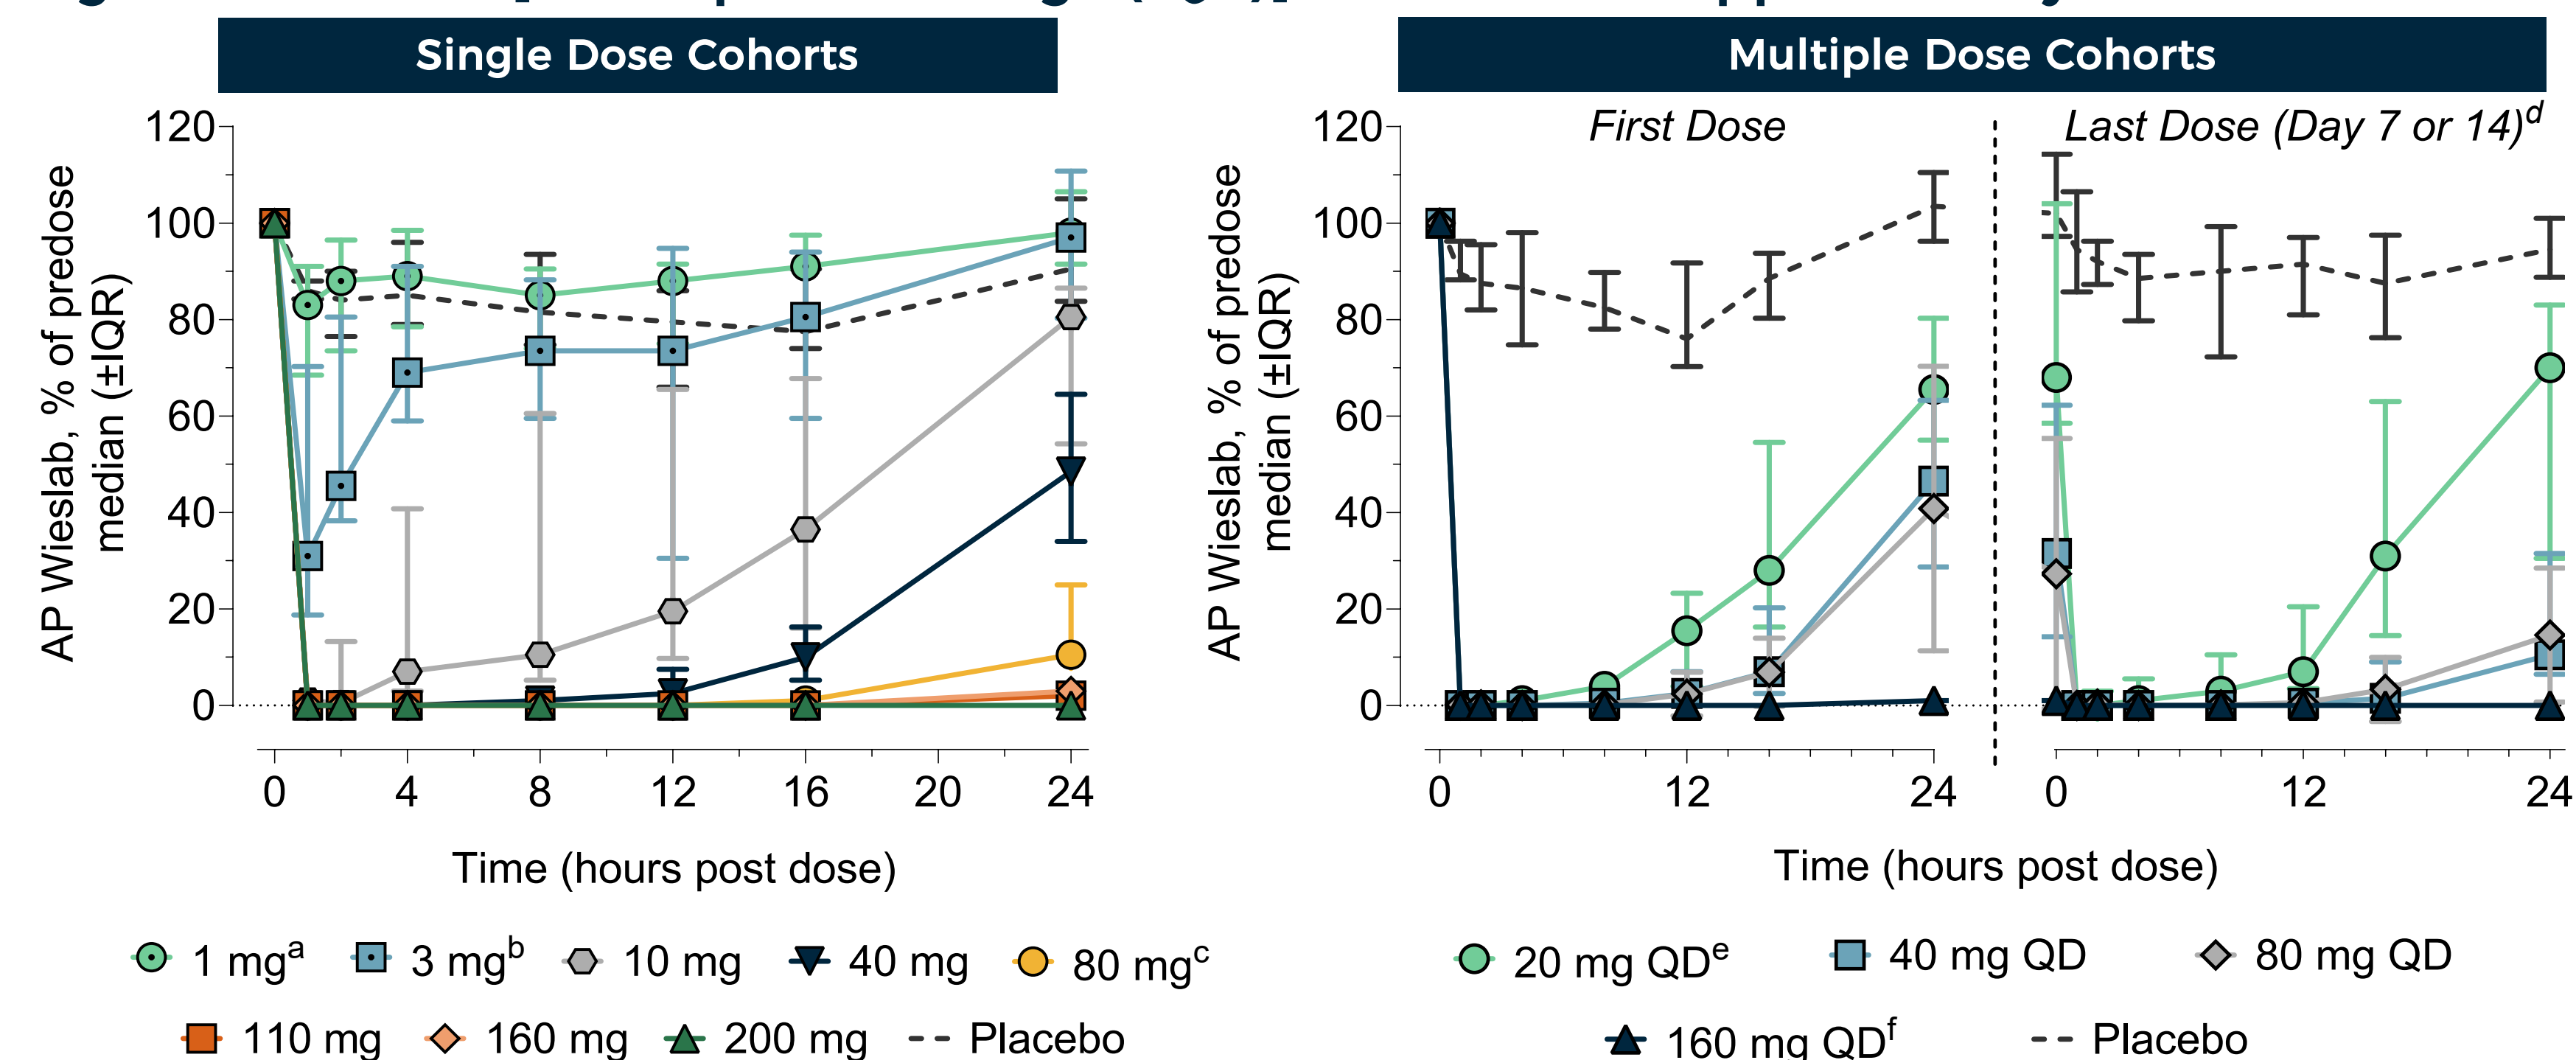 Single Dose Cohorts
AP Wieslab, % of predose
median (±IQR)
120
100
80
60
40
20
0
0 4 8 12 16 20 24
Time (hours post dose)
1 mgᵃ 3 mgᵇ 10 mg 40 mg 80 mgᶜ
110 mg 160 mg 200 mg Placebo
Multiple Dose Cohorts
First Dose
Last Dose (Day 7 or 14)ᵈ
AP Wieslab, % of predose
median (±IQR)
120
100
80
60
40
20
0
0 12 24
0 12 24
Time (hours post dose)
20 mg QDᵉ 40 mg QD 80 mg QD
160 mg QDᶠ Placebo